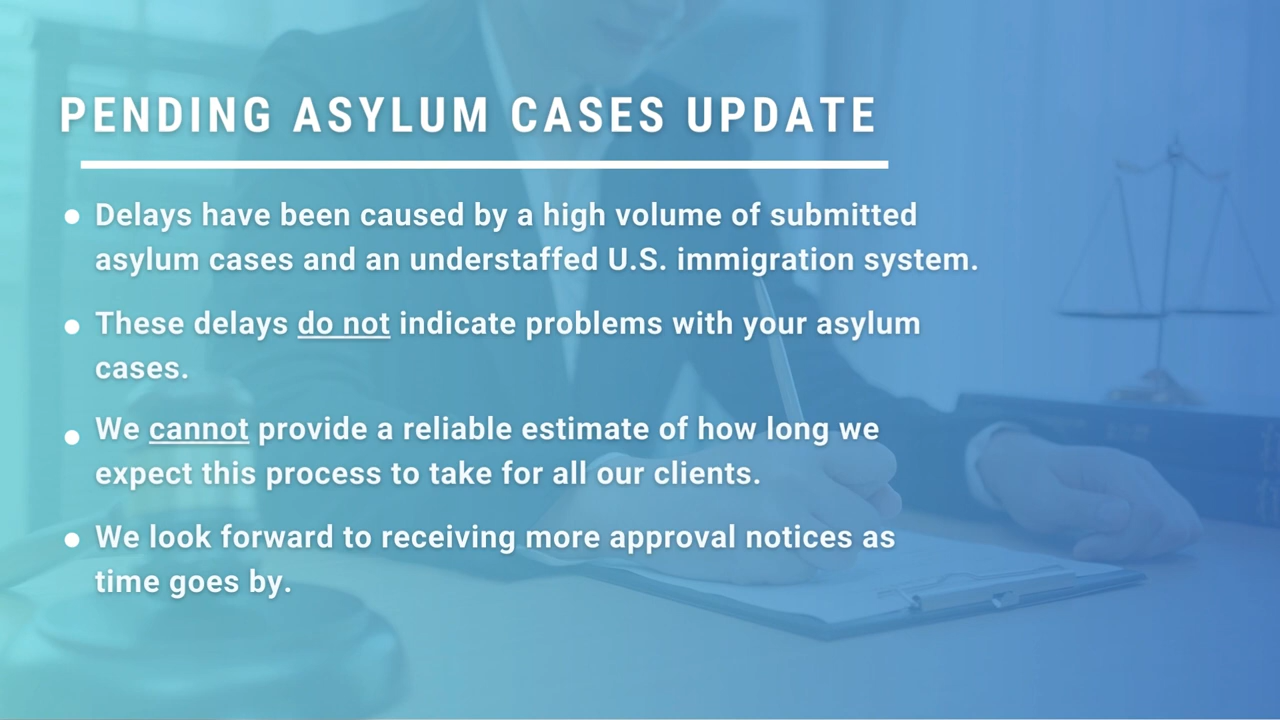 PENDING ASYLUM CASES UPDATE
Delays have been caused by a high volume of submitted
asylum cases and an understaffed U.S. immigration system.
These delays do not indicate problems with your asylum
cases.
We cannot provide a reliable estimate of how long we
expect this process to take for all our clients.
We look forward to receiving more approval notices as
time goes by.